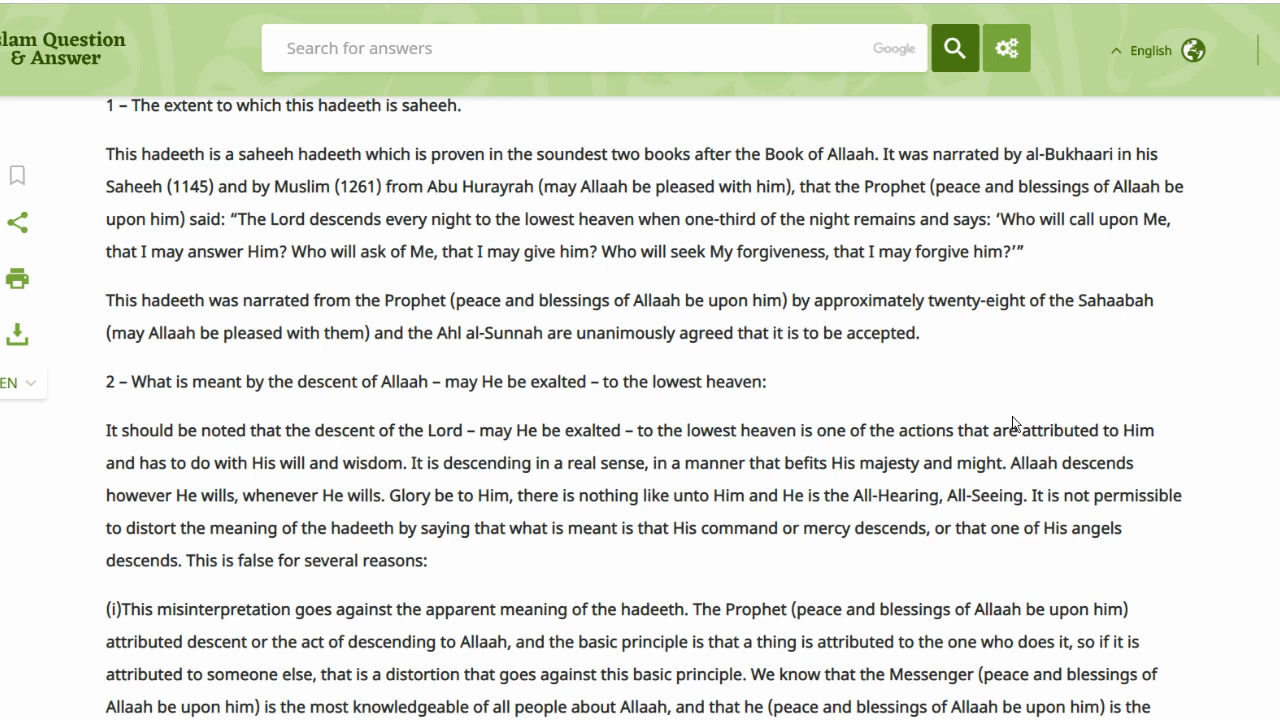 slam Question
& Answer
Search for answers
Google
English
1 – The extent to which this hadeeth is saheeh.
This hadeeth is a saheeh hadeeth which is proven in the soundest two books after the Book of Allaah. It was narrated by al-Bukhaari in his
Saheeh (1145) and by Muslim (1261) from Abu Hurayrah (may Allaah be pleased with him), that the Prophet (peace and blessings of Allaah be
upon him) said: “The Lord descends every night to the lowest heaven when one-third of the night remains and says: ‘Who will call upon Me,
that I may answer Him? Who will ask of Me, that I may give him? Who will seek My forgiveness, that I may forgive him?’”
This hadeeth was narrated from the Prophet (peace and blessings of Allaah be upon him) by approximately twenty-eight of the Sahaabah
(may Allaah be pleased with them) and the Ahl al-Sunnah are unanimously agreed that it is to be accepted.
EN
2 – What is meant by the descent of Allaah – may He be exalted – to the lowest heaven:
It should be noted that the descent of the Lord – may He be exalted – to the lowest heaven is one of the actions that are attributed to Him
and has to do with His will and wisdom. It is descending in a real sense, in a manner that befits His majesty and might. Allaah descends
however He wills, whenever He wills. Glory be to Him, there is nothing like unto Him and He is the All-Hearing, All-Seeing. It is not permissible
to distort the meaning of the hadeeth by saying that what is meant is that His command or mercy descends, or that one of His angels
descends. This is false for several reasons:
(i)This misinterpretation goes against the apparent meaning of the hadeeth. The Prophet (peace and blessings of Allaah be upon him)
attributed descent or the act of descending to Allaah, and the basic principle is that a thing is attributed to the one who does it, so if it is
attributed to someone else, that is a distortion that goes against this basic principle. We know that the Messenger (peace and blessings of
Allaah be upon him) is the most knowledgeable of all people about Allaah, and that he (peace and blessings of Allaah be upon him) is the